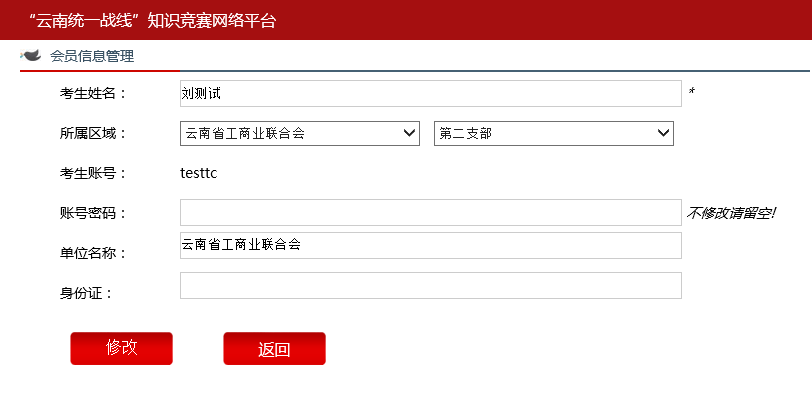 “云南统一战线”知识竞赛网络平台
会员信息管理
考生姓名： 刘测试 *
所属区域： 云南省工商业联合会 第二支部
考生账号： testtc
账号密码： 不修改请留空!
单位名称： 云南省工商业联合会
身份证：
修改 返回